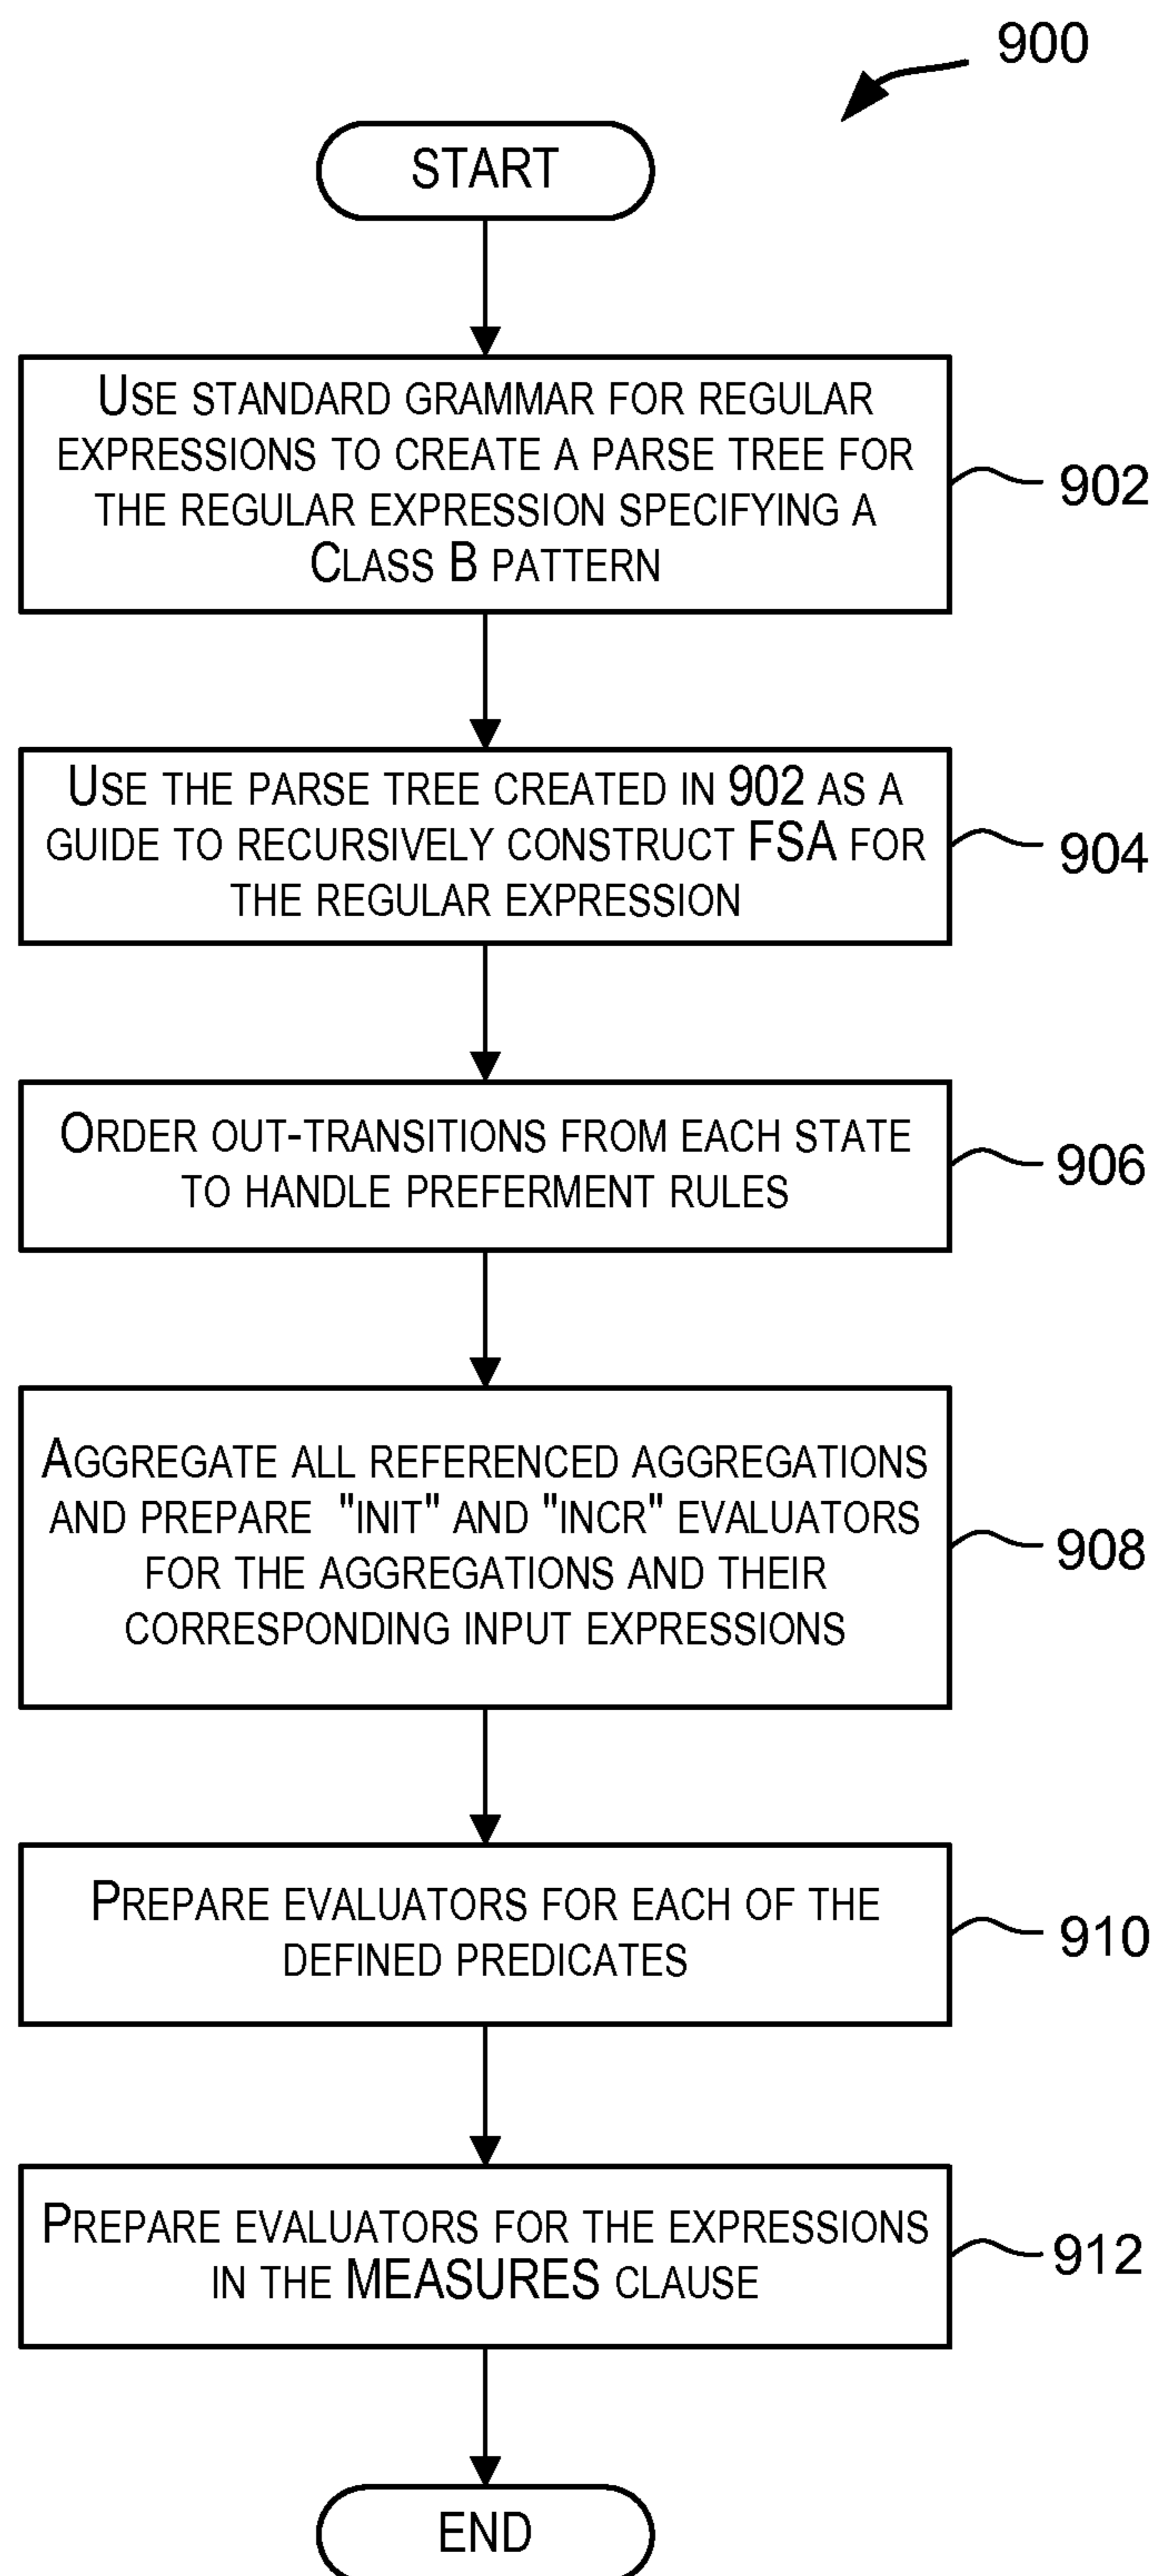 900
START
USE STANDARD GRAMMAR FOR REGULAR
EXPRESSIONS TO CREATE A PARSE TREE FOR
THE REGULAR EXPRESSION SPECIFYING A
CLASS B PATTERN
902
USE THE PARSE TREE CREATED IN 902 AS A
GUIDE TO RECURSIVELY CONSTRUCT FSA FOR
THE REGULAR EXPRESSION
904
ORDER OUT-TRANSITIONS FROM EACH STATE
TO HANDLE PREFERMENT RULES
906
AGGREGATE ALL REFERENCED AGGREGATIONS
AND PREPARE "INIT" AND "INCR" EVALUATORS
FOR THE AGGREGATIONS AND THEIR
CORRESPONDING INPUT EXPRESSIONS
908
PREPARE EVALUATORS FOR EACH OF THE
DEFINED PREDICATES
910
PREPARE EVALUATORS FOR THE EXPRESSIONS
IN THE MEASURES CLAUSE
912
END